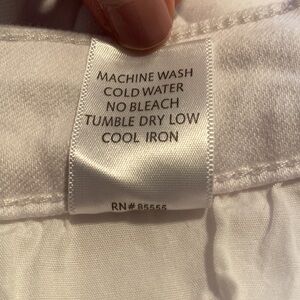 MACHINE WASH
COLD WATER
NO BLEACH
TUMBLE DRY LOW
COOL IRON
RN# 85555